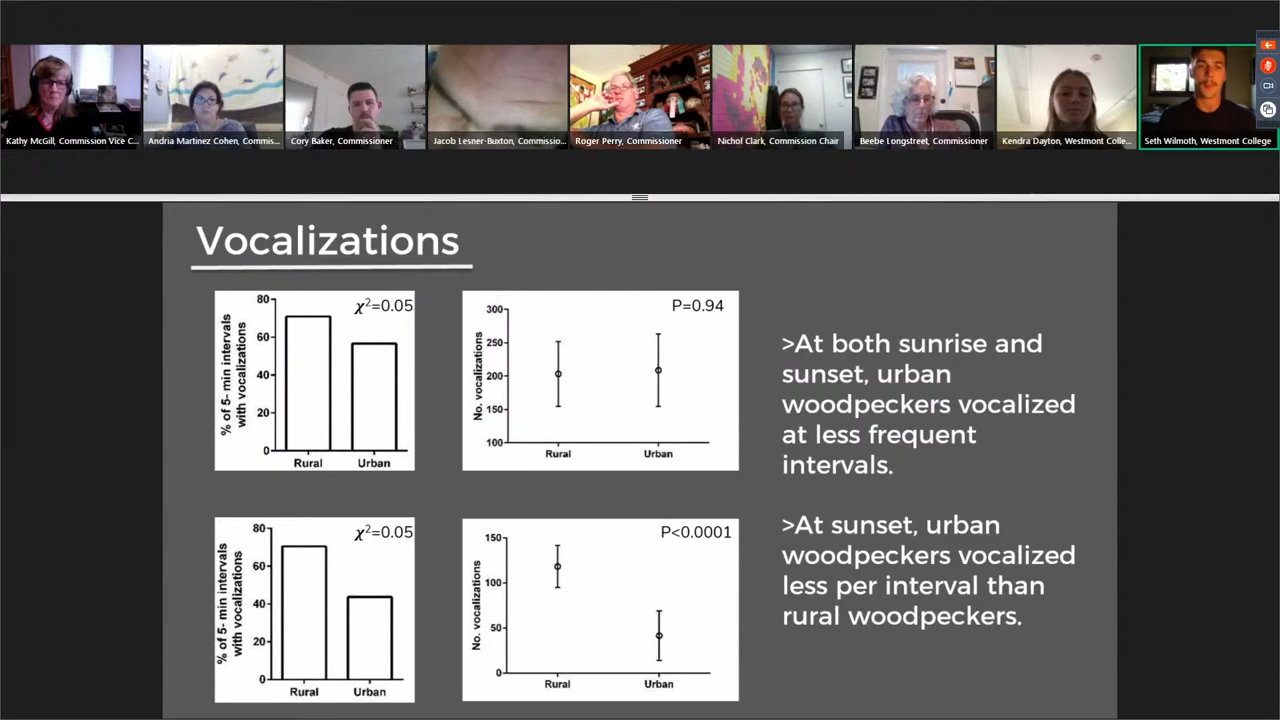 Kathy McGill, Commission Vice C...
Andria Martinez Cohen, Commis...
Cory Baker, Commissioner
Jacob Lesner-Buxton, Commissio...
Roger Perry, Commissioner
Nichol Clark, Commission Chair
Beebe Longstreet, Commissioner
Kendra Dayton, Westmont Colle...
Seth Wilmoth, Westmont College
Vocalizations
% of 5- min intervals
with vocalizations
80
60
40
20
0
Rural
Urban
χ²=0.05
No. vocalizations
300
250
200
150
100
Rural
Urban
P=0.94
>At both sunrise and
sunset, urban
woodpeckers vocalized
at less frequent
intervals.
% of 5- min intervals
with vocalizations
80
60
40
20
0
Rural
Urban
χ²=0.05
No. vocalizations
150
100
50
0
Rural
Urban
P<0.0001
>At sunset, urban
woodpeckers vocalized
less per interval than
rural woodpeckers.